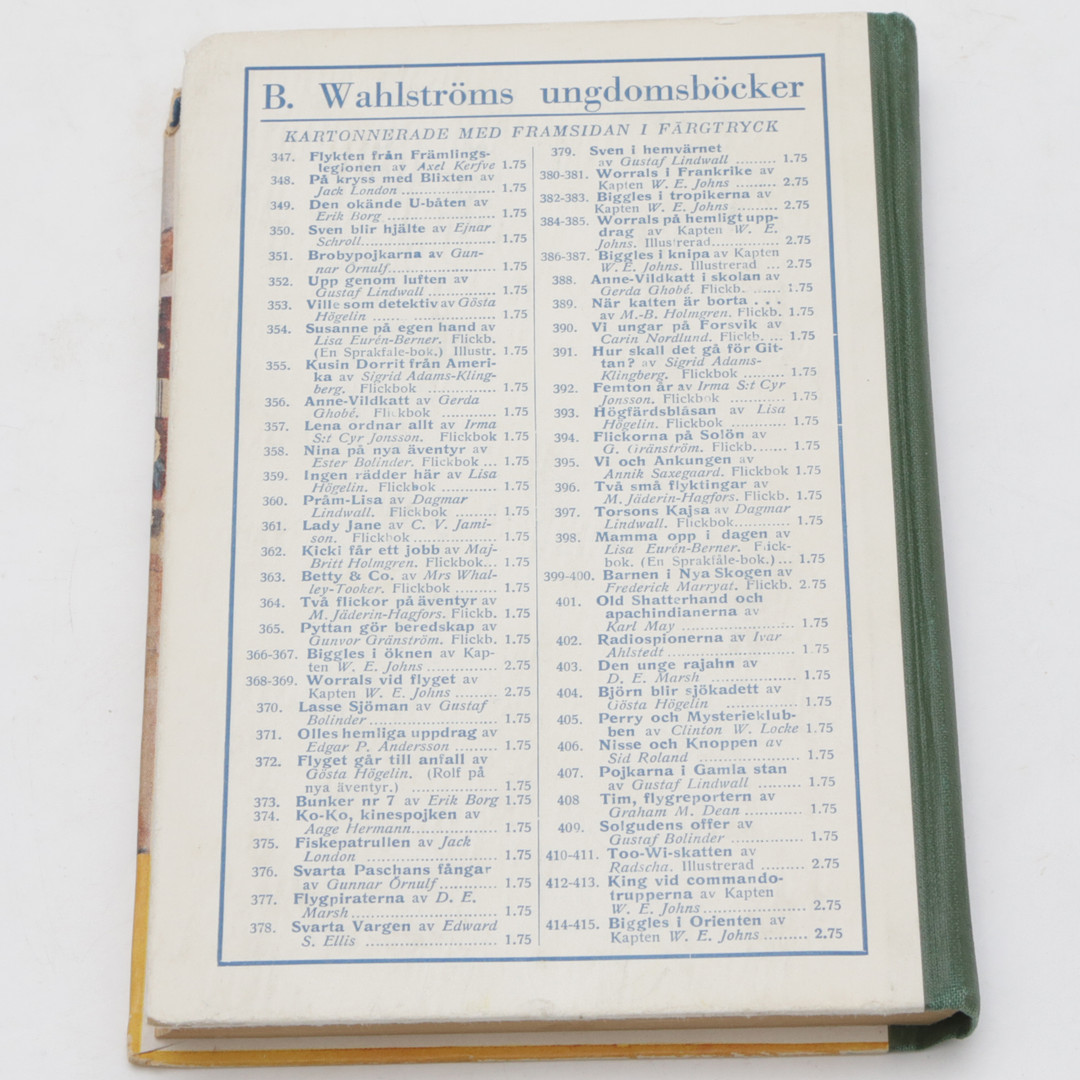 B. Wahlströms ungdomsböcker
KARTONNERADE MED FRAMSIDAN I FÄRGTRYCK
347. Flykten från Främlings-
legionen av Axel Kerfve 1.75
348. På kryss med Blixten av
Jack London .................. 1.75
349. Den okände U-båten av
Erik Borg ..................... 1.75
350. Sven blir hjälte av Ejnar
Schroll......................... 1.75
351. Brobypojkarna av Gun-
nar Örnulf..................... 1.75
352. Upp genom luften av
Gustaf Lindwall ............. 1.75
353. Ville som detektiv av Gösta
Högelin ...... ................ 1.75
354. Susanne på egen hand av
Lisa Eurén-Berner. Flickb.
(En Språkfåle-bok.) Illustr. 1.75
355. Kusin Dorrit från Ameri-
ka av Sigrid Adams-Kling-
berg. Flickbok ............... 1.75
356. Anne-Vildkatt av Gerda
Ghobé. Flickbok ............ 1.75
357. Lena ordnar allt av Irma
S:t Cyr Jonsson. Flickbok 1.75
358. Nina på nya äventyr av
Ester Bolinder. Flickbok ... 1.75
359. Ingen rädder här av Lisa
Högelin. Flickbok ........... 1.75
360. Pråm-Lisa av Dagmar
Lindwall. Flickbok ......... 1.75
361. Lady Jane av C. V. Jami-
son. Flickbok ................ 1.75
362. Kicki får ett jobb av Maj-
Britt Holmgren. Flickbok... 1.75
363. Betty & Co. av Mrs Whal-
ley-Tooker. Flickbok ......... 1.75
364. Två flickor på äventyr av
M. Jäderin-Hagfors. Flickb. 1.75
365. Pyttan gör beredskap av
Gunvor Gränström. Flickb. 1.75
366-367. Biggles i öknen av Kap-
ten W. E. Johns ............. 2.75
368-369. Worrals vid flyget av
Kapten W. E. Johns ......... 2.75
370. Lasse Sjöman av Gustaf
Bolinder........................ 1.75
371. Olles hemliga uppdrag av
Edgar P. Andersson ......... 1.75
372. Flyget går till anfall av
Gösta Högelin. (Rolf på
nya äventyr.) ................ 1.75
373. Bunker nr 7 av Erik Borg 1.75
374. Ko-Ko, kinespojken av
Aage Hermann................ 1.75
375. Fiskepatrullen av Jack
London ........................ 1.75
376. Svarta Paschans fångar
av Gunnar Örnulf............ 1.75
377. Flygpiraterna av D. E.
Marsh........................... 1.75
378. Svarta Vargen av Edward
S. Ellis ........................ 1.75
379. Sven i hemvärnet
av Gustaf Lindwall ......... 1.75
380-381. Worrals i Frankrike av
Kapten W. E. Johns ......... 2.75
382-383. Biggles i tropikerna av
Kapten W. E. Johns ......... 2.75
384-385. Worrals på hemligt upp-
drag av Kapten W. E.
Johns. Illustrerad............. 2.75
386-387. Biggles i knipa av Kapten
W. E. Johns. Illustrerad ... 2.75
388. Anne-Vildkatt i skolan av
Gerda Ghobé. Flickb. ....... 1.75
389. När katten är borta . . .
av M.-B. Holmgren. Flickb. 1.75
390. Vi ungar på Forsvik av
Carin Nordlund. Flickb. ... 1.75
391. Hur skall det gå för Git-
tan? av Sigrid Adams-
Klingberg. Flickbok ......... 1.75
392. Femton år av Irma S:t Cyr
Jonsson. Flickbok ............ 1.75
393. Högfärdsblåsan av Lisa
Högelin. Flickbok ............ 1.75
394. Flickorna på Solön av
G. Gränström. Flickb....... 1.75
395. Vi och Ankungen av
Annik Saxegaard. Flickbok 1.75
396. Två små flyktingar av
M. Jäderin-Hagfors. Flickb. 1.75
397. Torsons Kajsa av Dagmar
Lindwall. Flickbok........... 1.75
398. Mamma opp i dagen av
Lisa Eurén-Berner. Flick-
bok. (En Språkfåle-bok.)... 1.75
399-400. Barnen i Nya Skogen av
Frederick Marryat. Flickb. 2.75
401. Old Shatterhand och
apachindianerna av
Karl May ...................... 1.75
402. Radiospionerna av Ivar
Ahlstedt ........................ 1.75
403. Den unge rajahn av
D. E. Marsh .................. 1.75
404. Björn blir sjökadett av
Gösta Högelin ................ 1.75
405. Perry och Mysterieklub-
ben av Clinton W. Locke 1.75
406. Nisse och Knoppen av
Sid Roland .................... 1.75
407. Pojkarna i Gamla stan
av Gustaf Lindwall ......... 1.75
408 Tim, flygreportern av
Graham M. Dean ............ 1.75
409. Solgudens offer av
Gustaf Bolinder .............. 1.75
410-411. Too-Wi-skatten av
Radscha. Illustrerad ........ 2.75
412-413. King vid commando-
trupperna av Kapten
W. E. Johns................... 2.75
414-415. Biggles i Orienten av
Kapten W. E. Johns ......... 2.75